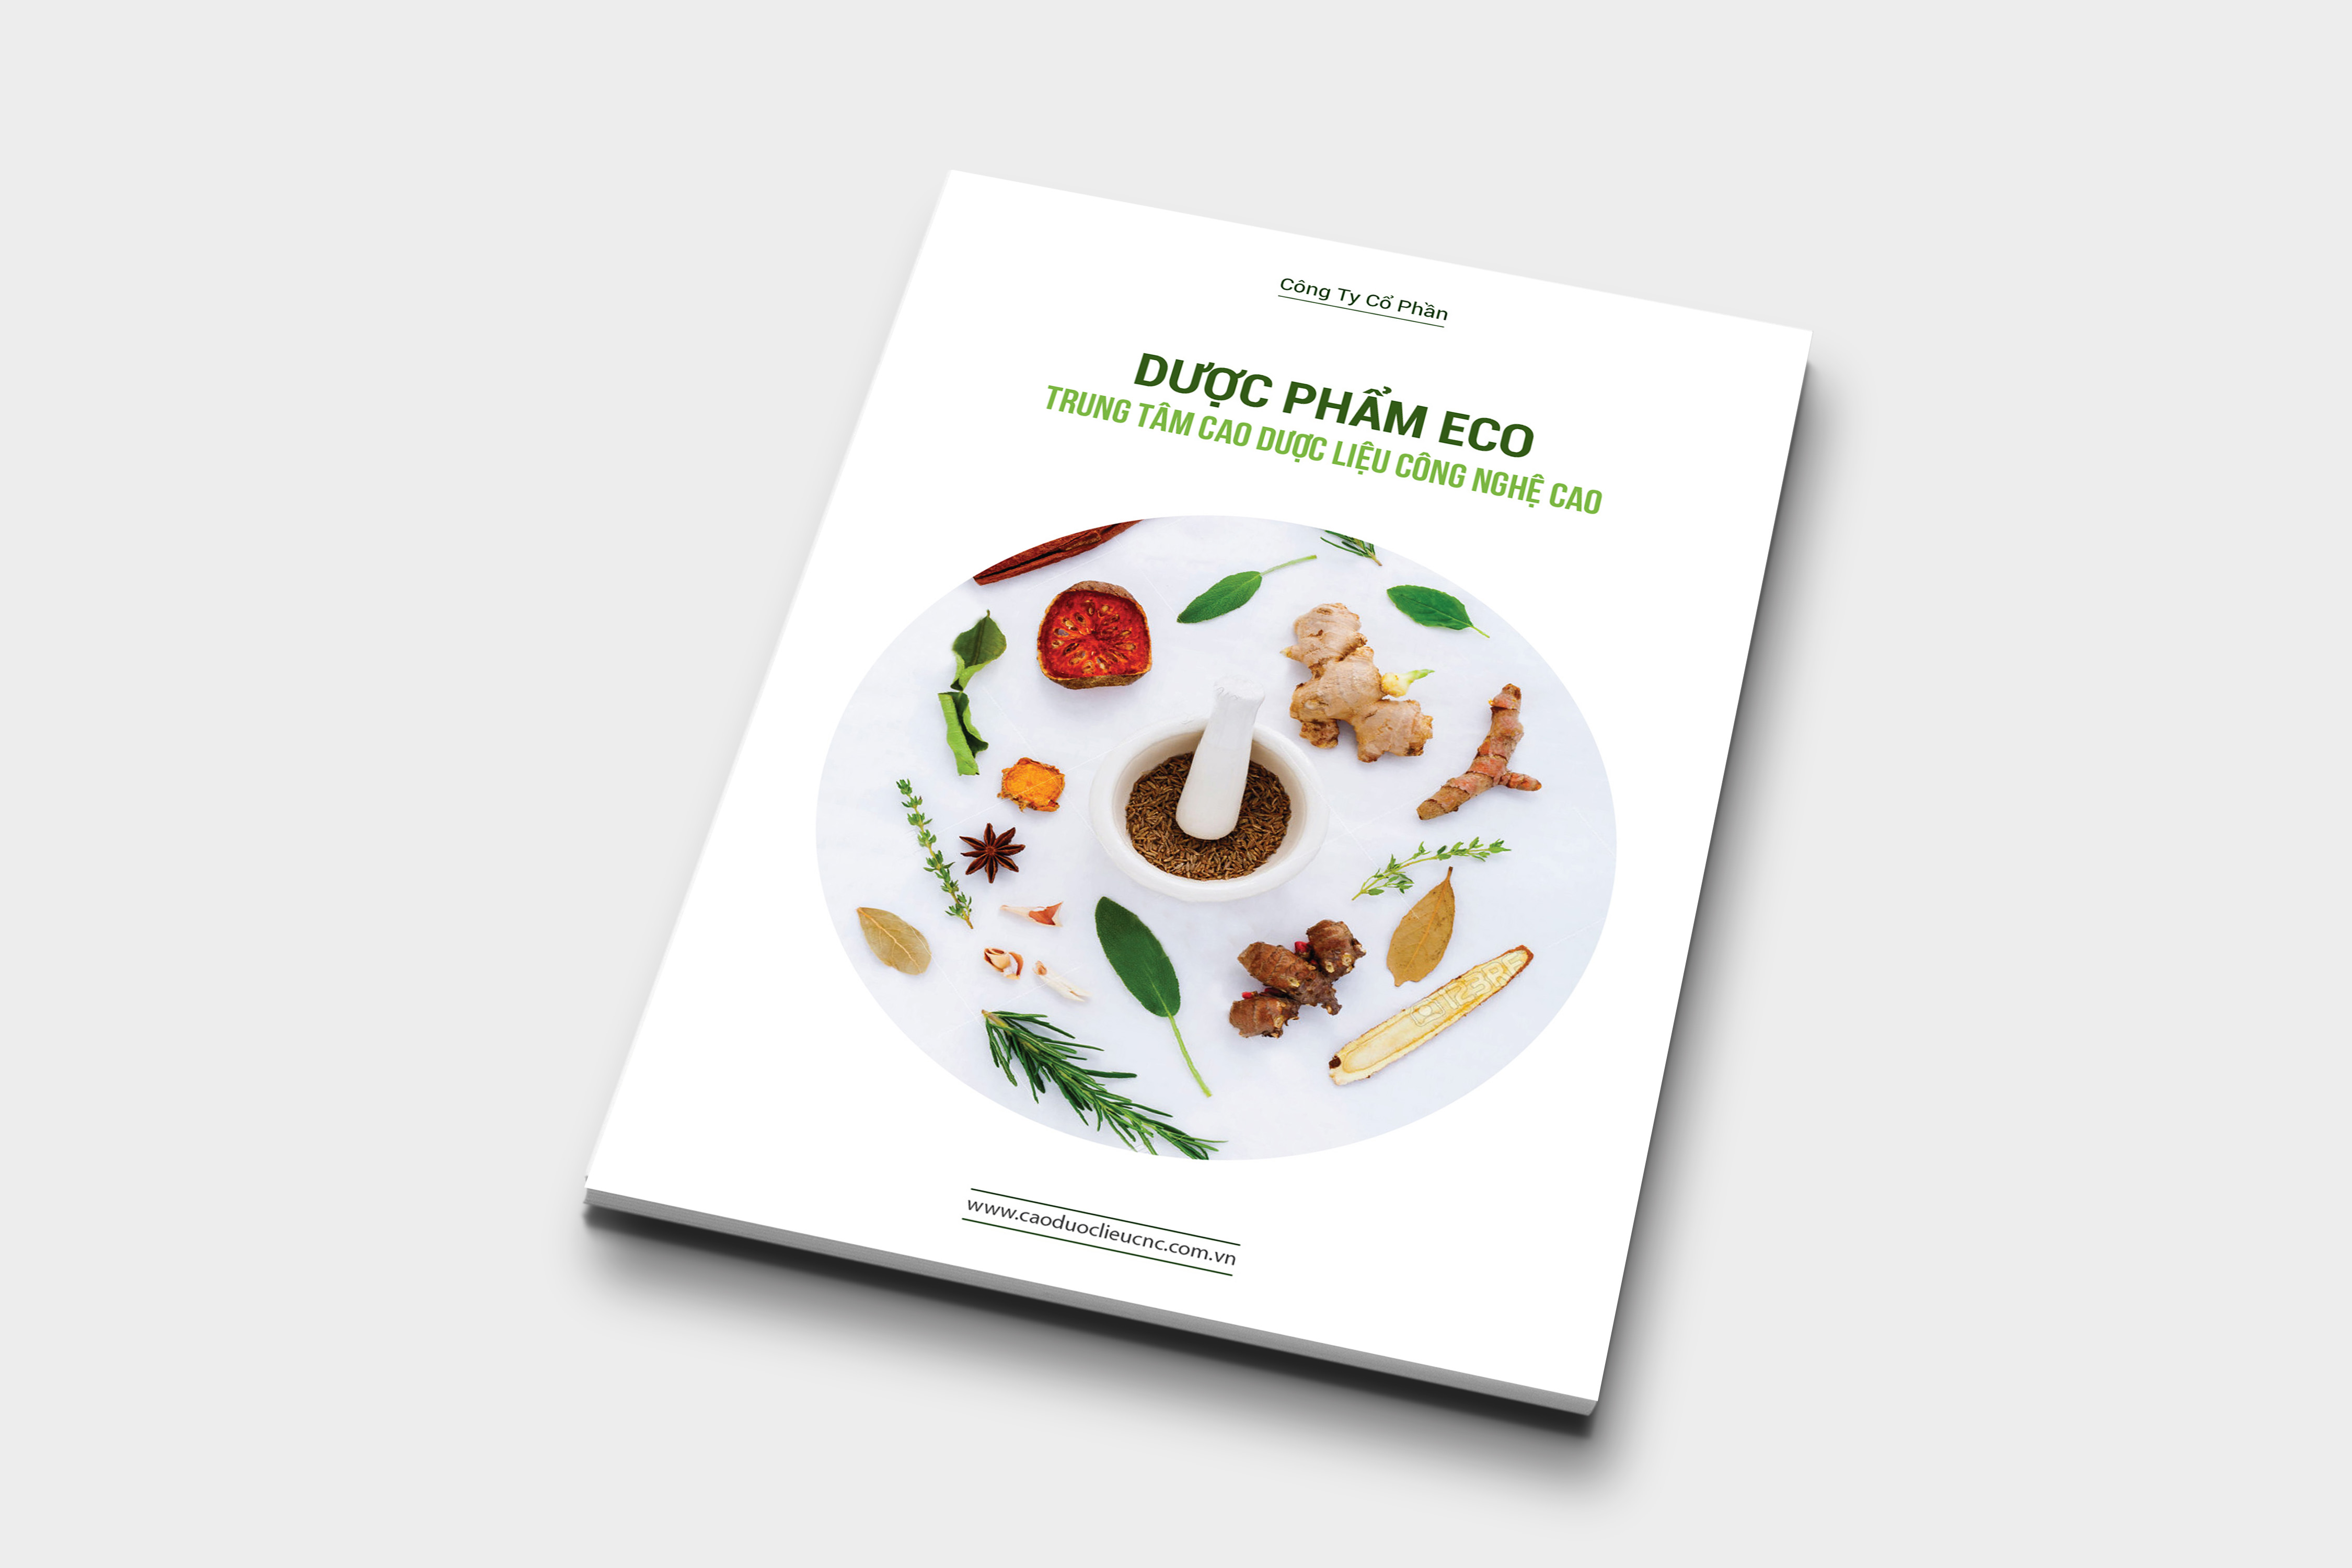 Công Ty Cổ Phần
DƯỢC PHẨM ECO
TRUNG TÂM CAO DƯỢC LIỆU CÔNG NGHỆ CAO
123RF
www.caoduoclieucnc.com.vn